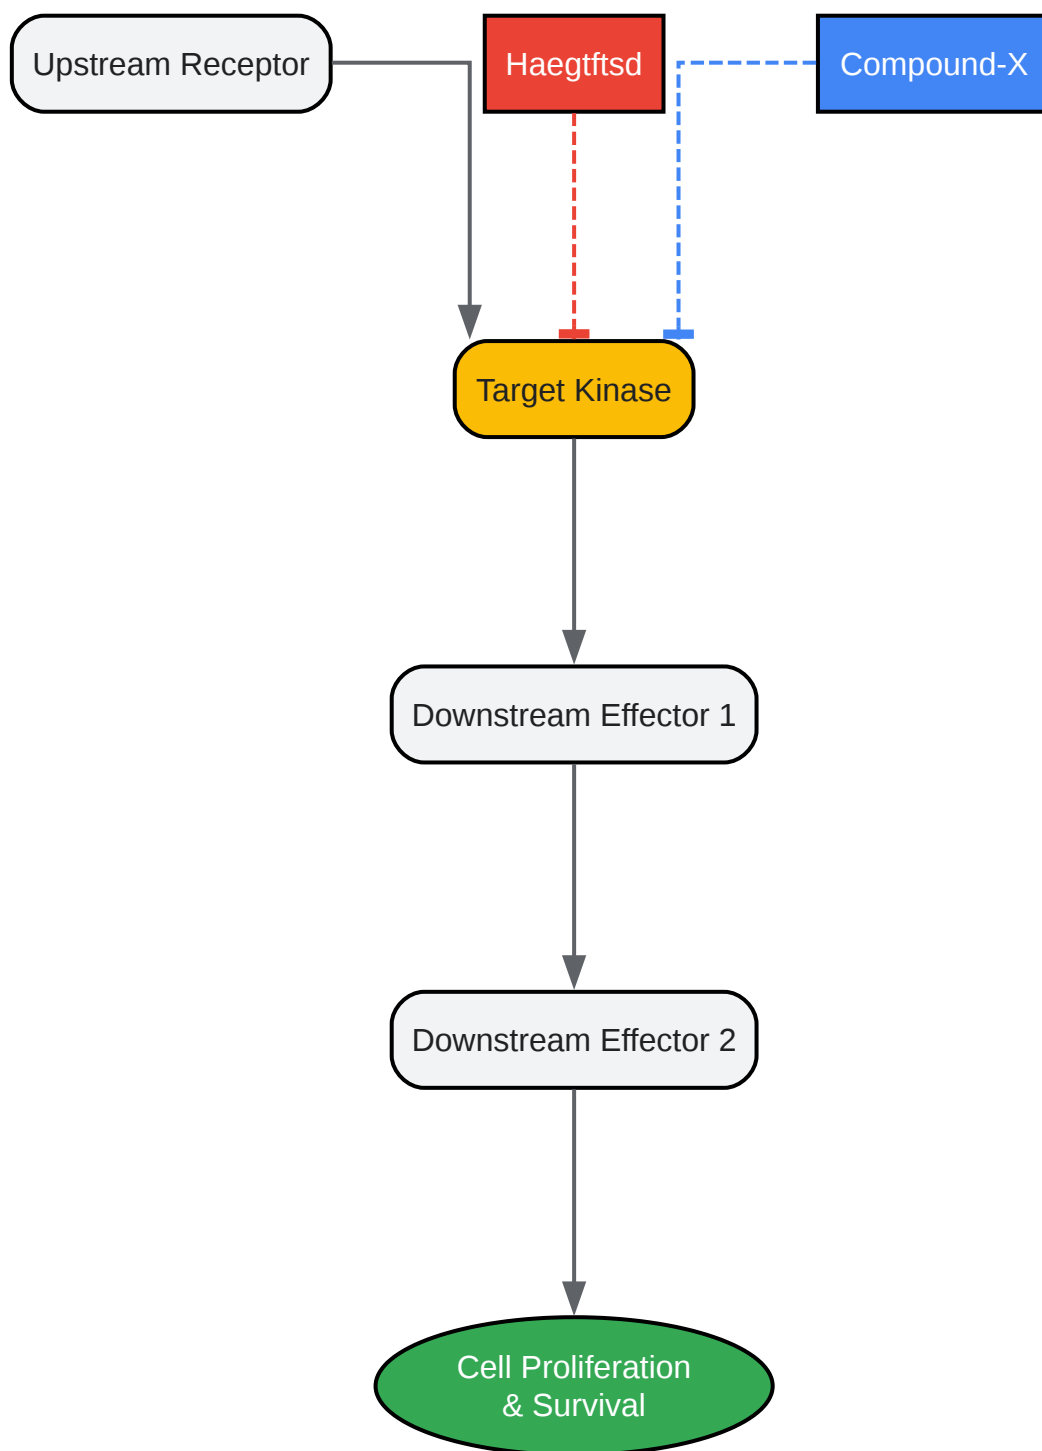 Upstream Receptor
Haegtftsd
Compound-X
Target Kinase
Downstream Effector 1
Downstream Effector 2
Cell Proliferation
& Survival